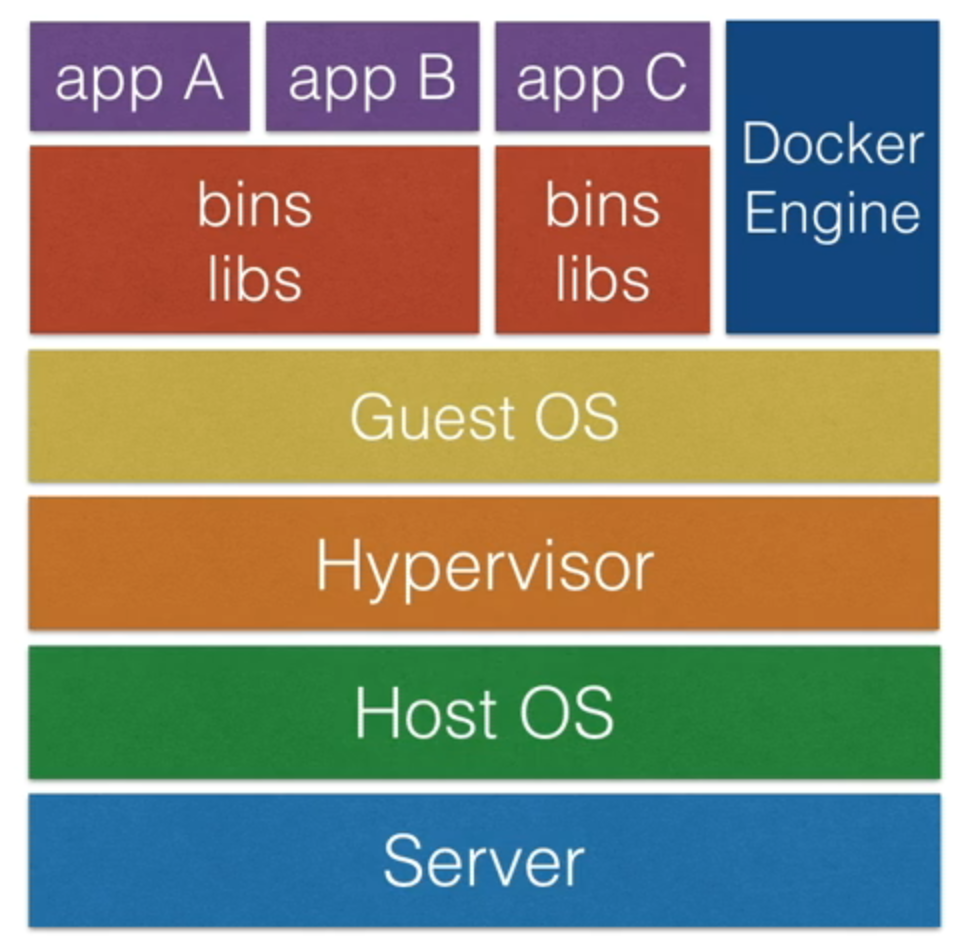 app A
app B
app C
Docker
Engine
bins
libs
bins
libs
Guest OS
Hypervisor
Host OS
Server